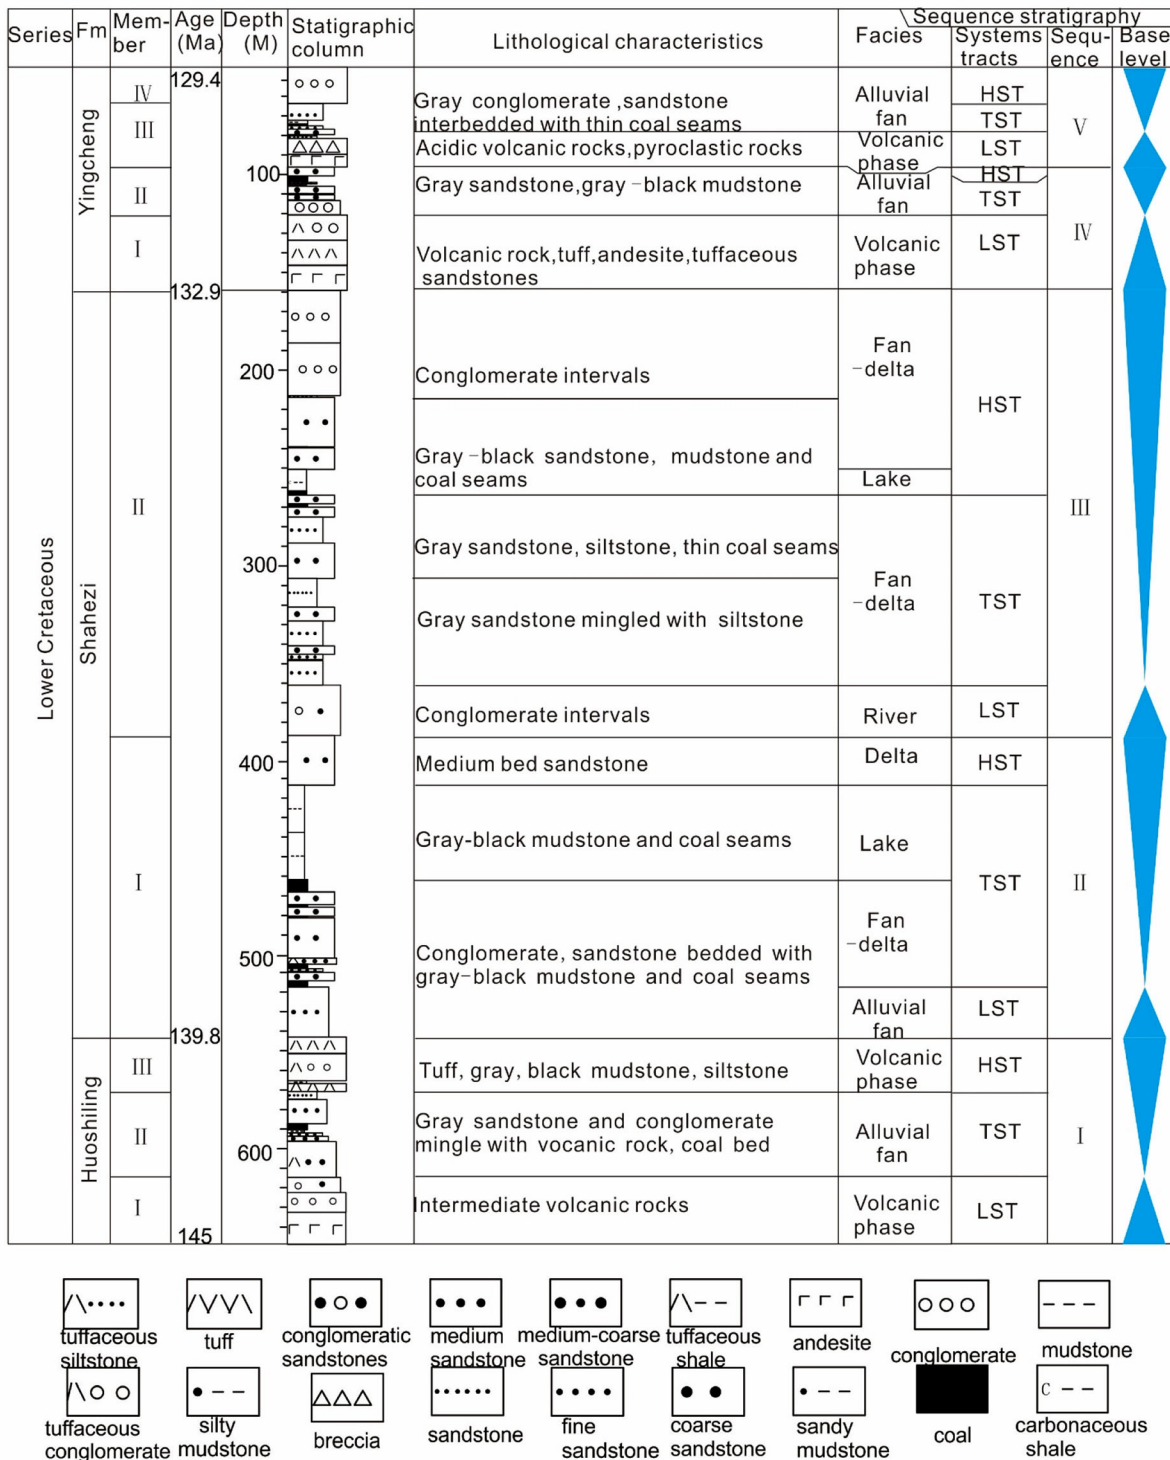 Series
Fm
Mem-
ber
Age
(Ma)
Depth
(M)
Stratigraphic
column
Lithological characteristics
Facies
Sequence stratigraphy
Systems
tracts
Sequ-
ence
Base
level
Lower Cretaceous
Yingcheng
Shahezi
Huoshiling
IV
III
II
I
II
I
III
II
I
129.4
132.9
139.8
145
100
200
300
400
500
600
Gray conglomerate ,sandstone
interbedded with thin coal seams
Acidic volcanic rocks,pyroclastic rocks
Gray sandstone,gray-black mudstone
Volcanic rock,tuff,andesite,tuffaceous
sandstones
Conglomerate intervals
Gray-black sandstone, mudstone and
coal seams
Gray sandstone, siltstone, thin coal seams
Gray sandstone mingled with siltstone
Conglomerate intervals
Medium bed sandstone
Gray-black mudstone and coal seams
Conglomerate, sandstone bedded with
gray-black mudstone and coal seams
Tuff, gray, black mudstone, siltstone
Gray sandstone and conglomerate
mingle with vocanic rock, coal bed
Intermediate volcanic rocks
Alluvial
fan
Volcanic
phase
Alluvial
fan
Volcanic
phase
Fan
-delta
Lake
Fan
-delta
River
Delta
Lake
Fan
-delta
Alluvial
fan
Volcanic
phase
Alluvial
fan
Volcanic
phase
HST
TST
LST
HST
TST
LST
HST
TST
LST
HST
TST
LST
HST
TST
LST
V
IV
III
II
I
tuffaceous
siltstone
tuff
conglomeratic
sandstones
medium
sandstone
medium-coarse
sandstone
tuffaceous
shale
andesite
conglomerate
mudstone
tuffaceous
conglomerate
silty
mudstone
breccia
sandstone
fine
sandstone
coarse
sandstone
sandy
mudstone
coal
C
carbonaceous
shale